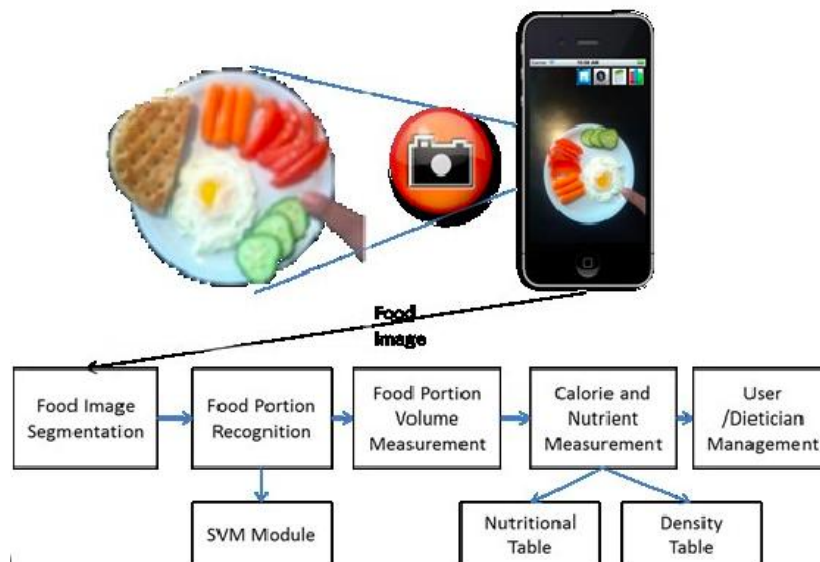 Food
Image
Food Image
Segmentation
Food Portion
Recognition
Food Portion
Volume
Measurement
Calorie and
Nutrient
Measurement
User
/Dietician
Management
SVM Module
Nutritional
Table
Density
Table